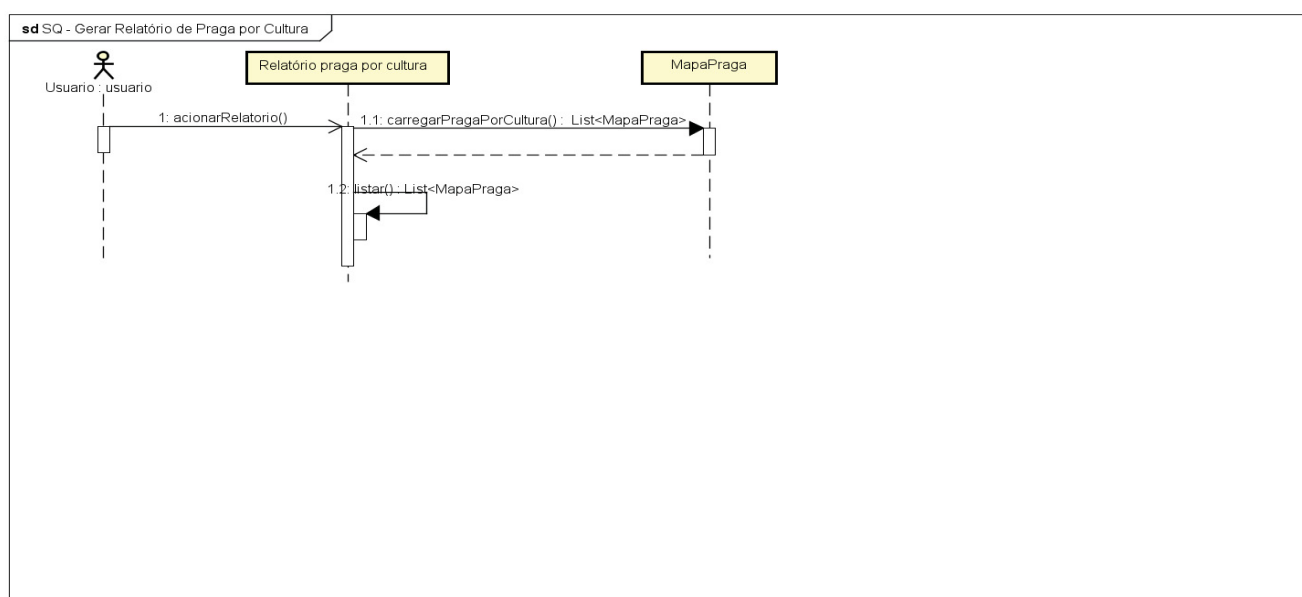 sd SQ - Gerar Relatório de Praga por Cultura
Usuario : usuario
Relatório praga por cultura
MapaPraga
1: acionarRelatorio()
1.1: carregarPragaPorCultura() : List<MapaPraga>
1.2: listar() : List<MapaPraga>